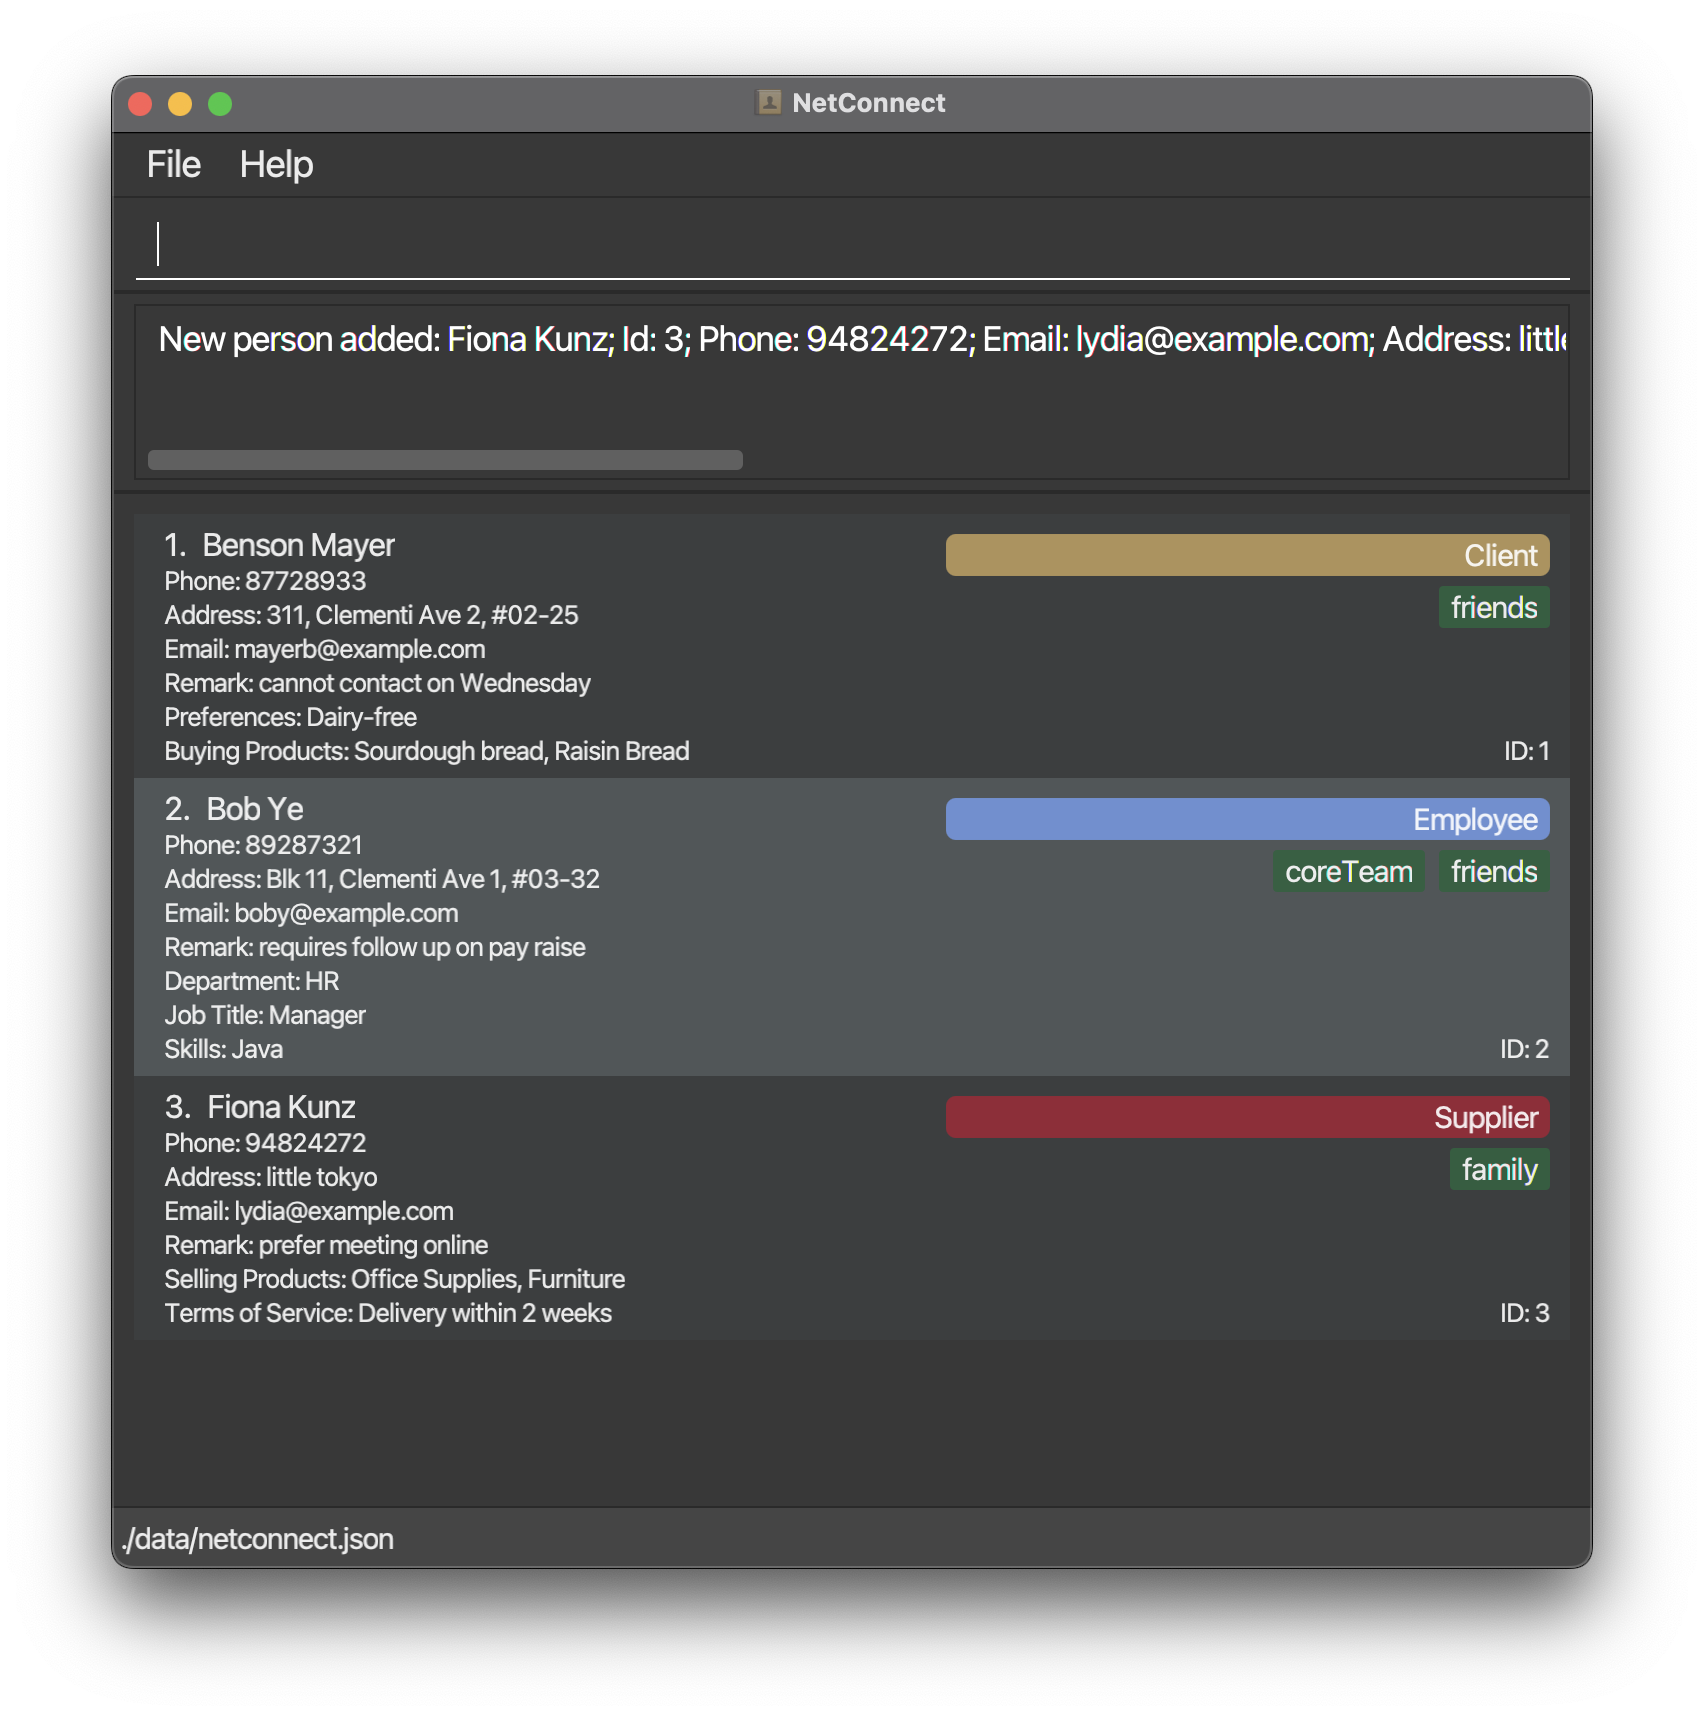 NetConnect
File Help
New person added: Fiona Kunz; Id: 3; Phone: 94824272; Email: lydia@example.com; Address: little
1. Benson Mayer
Client
Phone: 87728933
friends
Address: 311, Clementi Ave 2, #02-25
Email: mayerb@example.com
Remark: cannot contact on Wednesday
Preferences: Dairy-free
Buying Products: Sourdough bread, Raisin Bread
ID: 1
2. Bob Ye
Employee
Phone: 89287321
coreTeam friends
Address: Blk 11, Clementi Ave 1, #03-32
Email: boby@example.com
Remark: requires follow up on pay raise
Department: HR
Job Title: Manager
Skills: Java
ID: 2
3. Fiona Kunz
Supplier
Phone: 94824272
family
Address: little tokyo
Email: lydia@example.com
Remark: prefer meeting online
Selling Products: Office Supplies, Furniture
Terms of Service: Delivery within 2 weeks
ID: 3
./data/netconnect.json